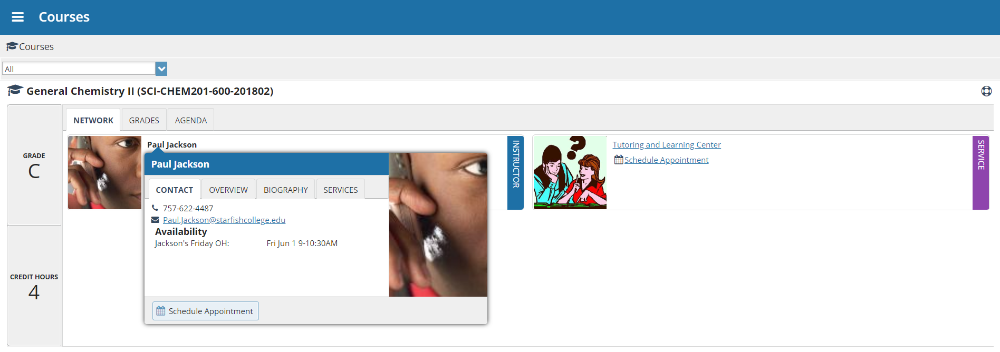 Courses
Courses
All
General Chemistry II (SCI-CHEM201-600-201802)
GRADE
C
CREDIT HOURS
4
NETWORK GRADES AGENDA
Paul Jackson
INSTRUCTOR
Paul Jackson
CONTACT OVERVIEW BIOGRAPHY SERVICES
757-622-4487
Paul.Jackson@starfishcollege.edu
Availability
Jackson's Friday OH: Fri Jun 1 9-10:30AM
Schedule Appointment
?
Tutoring and Learning Center
Schedule Appointment
SERVICE